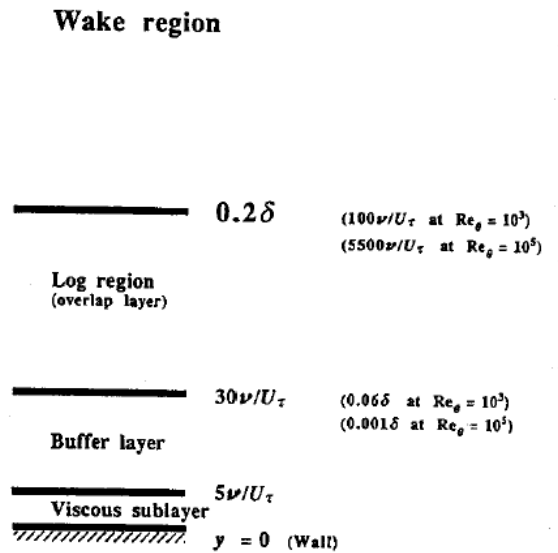 Wake region
0.2δ
(100ν/U_τ at Re_θ = 10³)
(5500ν/U_τ at Re_θ = 10⁵)
Log region
(overlap layer)
30ν/U_τ
(0.06δ at Re_θ = 10³)
(0.001δ at Re_θ = 10⁵)
Buffer layer
5ν/U_τ
Viscous sublayer
y = 0 (Wall)